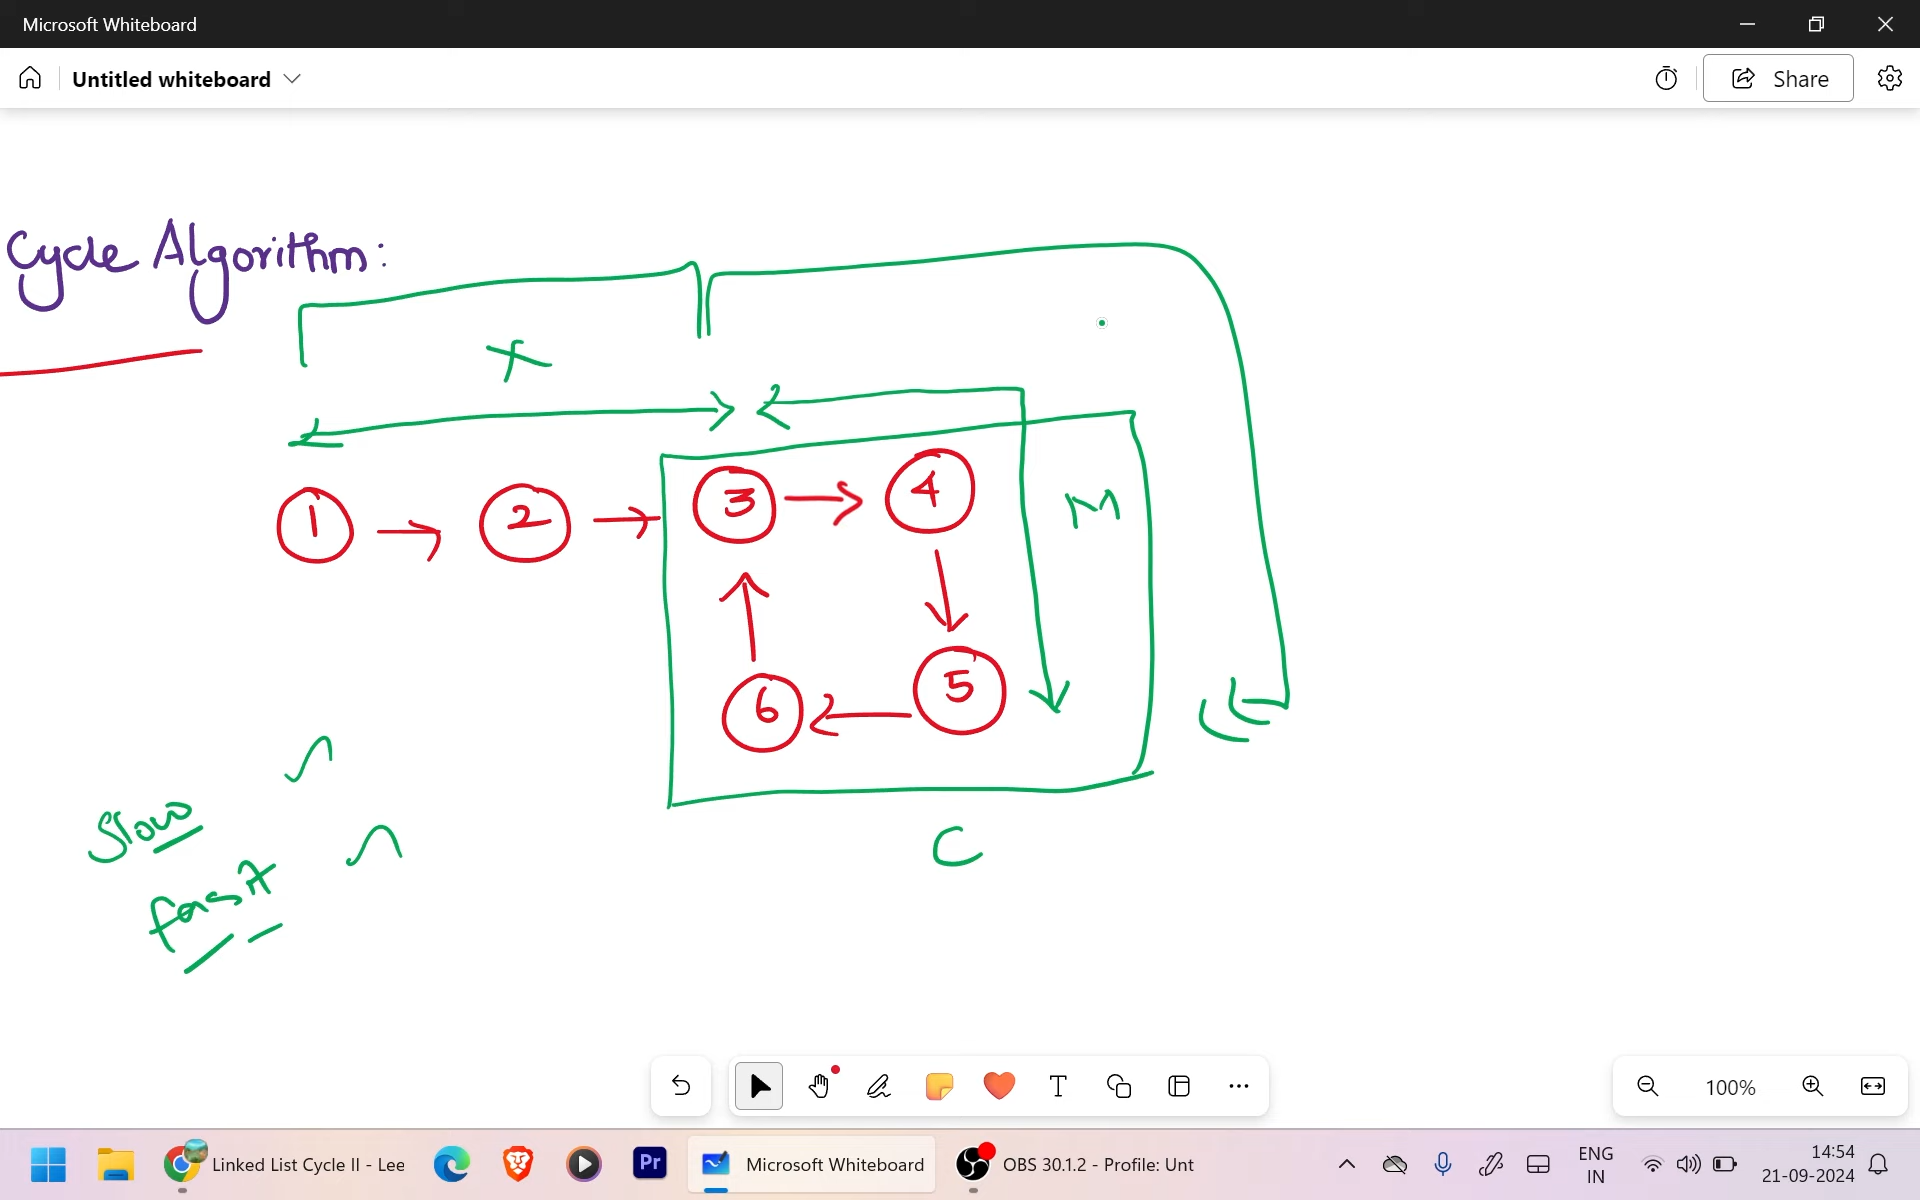 Microsoft Whiteboard
Untitled whiteboard
Share
Cycle Algorithm:
X
1 → 2 → 3 → 4
M
6 ← 5
slow
fast
C
100%
Linked List Cycle II - Lee
Pr
Microsoft Whiteboard
OBS 30.1.2 - Profile: Unt
ENG
IN
14:54
21-09-2024